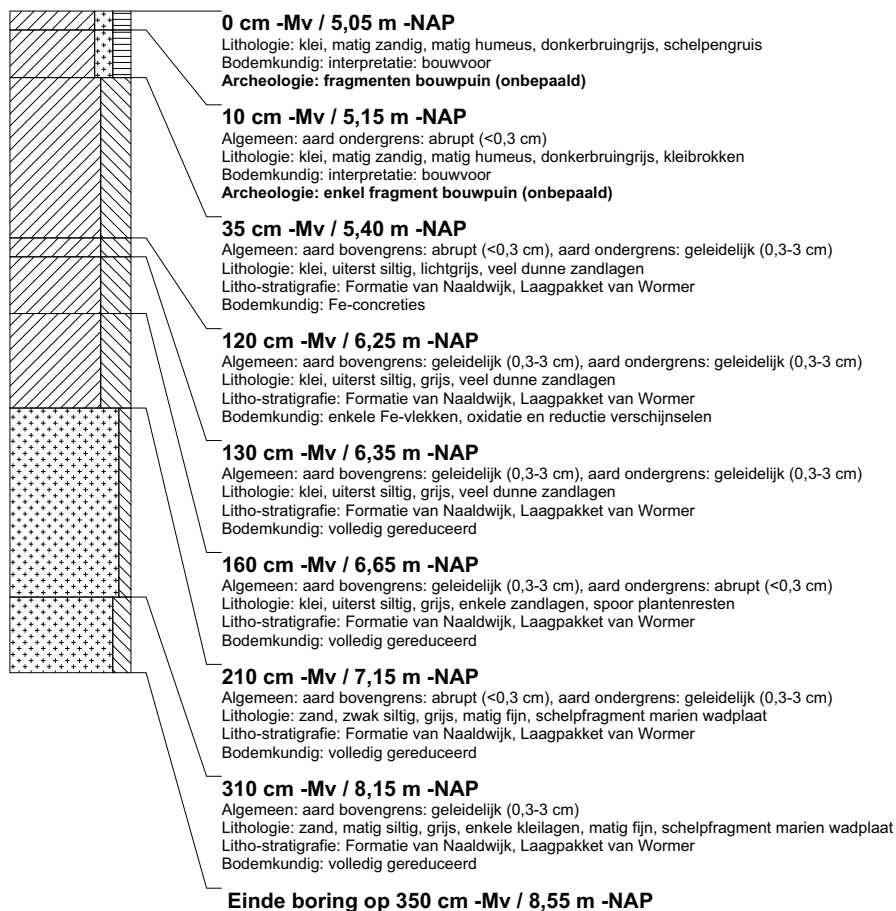 0 cm -Mv / 5,05 m -NAP
Lithologie: klei, matig zandig, matig humeus, donkerbruingrijs, schelpengruis
Bodemkundig: interpretatie: bouwvoor
Archeologie: fragmenten bouwpuin (onbepaald)
10 cm -Mv / 5,15 m -NAP
Algemeen: aard ondergrens: abrupt (<0,3 cm)
Lithologie: klei, matig zandig, matig humeus, donkerbruingrijs, kleibrokken
Bodemkundig: interpretatie: bouwvoor
Archeologie: enkel fragment bouwpuin (onbepaald)
35 cm -Mv / 5,40 m -NAP
Algemeen: aard bovengrens: abrupt (<0,3 cm), aard ondergrens: geleidelijk (0,3-3 cm)
Lithologie: klei, uiterst siltig, lichtgrijs, veel dunne zandlagen
Litho-stratigrafie: Formatie van Naaldwijk, Laagpakket van Wormer
Bodemkundig: Fe-concreties
120 cm -Mv / 6,25 m -NAP
Algemeen: aard bovengrens: geleidelijk (0,3-3 cm), aard ondergrens: geleidelijk (0,3-3 cm)
Lithologie: klei, uiterst siltig, grijs, veel dunne zandlagen
Litho-stratigrafie: Formatie van Naaldwijk, Laagpakket van Wormer
Bodemkundig: enkele Fe-vlekken, oxidatie en reductie verschijnselen
130 cm -Mv / 6,35 m -NAP
Algemeen: aard bovengrens: geleidelijk (0,3-3 cm), aard ondergrens: geleidelijk (0,3-3 cm)
Lithologie: klei, uiterst siltig, grijs, veel dunne zandlagen
Litho-stratigrafie: Formatie van Naaldwijk, Laagpakket van Wormer
Bodemkundig: volledig gereduceerd
160 cm -Mv / 6,65 m -NAP
Algemeen: aard bovengrens: geleidelijk (0,3-3 cm), aard ondergrens: abrupt (<0,3 cm)
Lithologie: klei, uiterst siltig, grijs, enkele zandlagen, spoor plantenresten
Litho-stratigrafie: Formatie van Naaldwijk, Laagpakket van Wormer
Bodemkundig: volledig gereduceerd
210 cm -Mv / 7,15 m -NAP
Algemeen: aard bovengrens: abrupt (<0,3 cm), aard ondergrens: geleidelijk (0,3-3 cm)
Lithologie: zand, zwak siltig, grijs, matig fijn, schelpfragment marien wadplaat
Litho-stratigrafie: Formatie van Naaldwijk, Laagpakket van Wormer
Bodemkundig: volledig gereduceerd
310 cm -Mv / 8,15 m -NAP
Algemeen: aard bovengrens: geleidelijk (0,3-3 cm)
Lithologie: zand, matig siltig, grijs, enkele kleilagen, matig fijn, schelpfragment marien wadplaat
Litho-stratigrafie: Formatie van Naaldwijk, Laagpakket van Wormer
Bodemkundig: volledig gereduceerd
Einde boring op 350 cm -Mv / 8,55 m -NAP